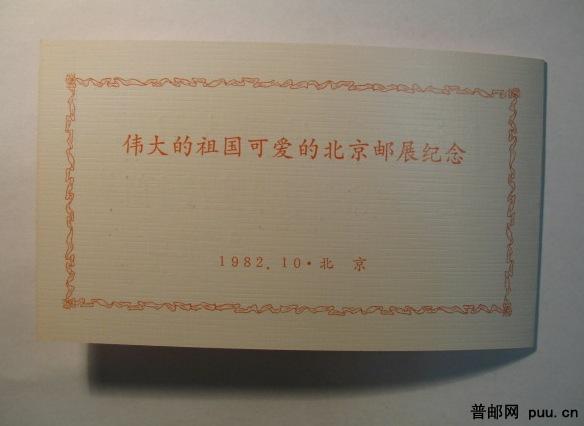 伟大的祖国可爱的北京邮展纪念
1982.10·北 京
普邮网 puu.cn